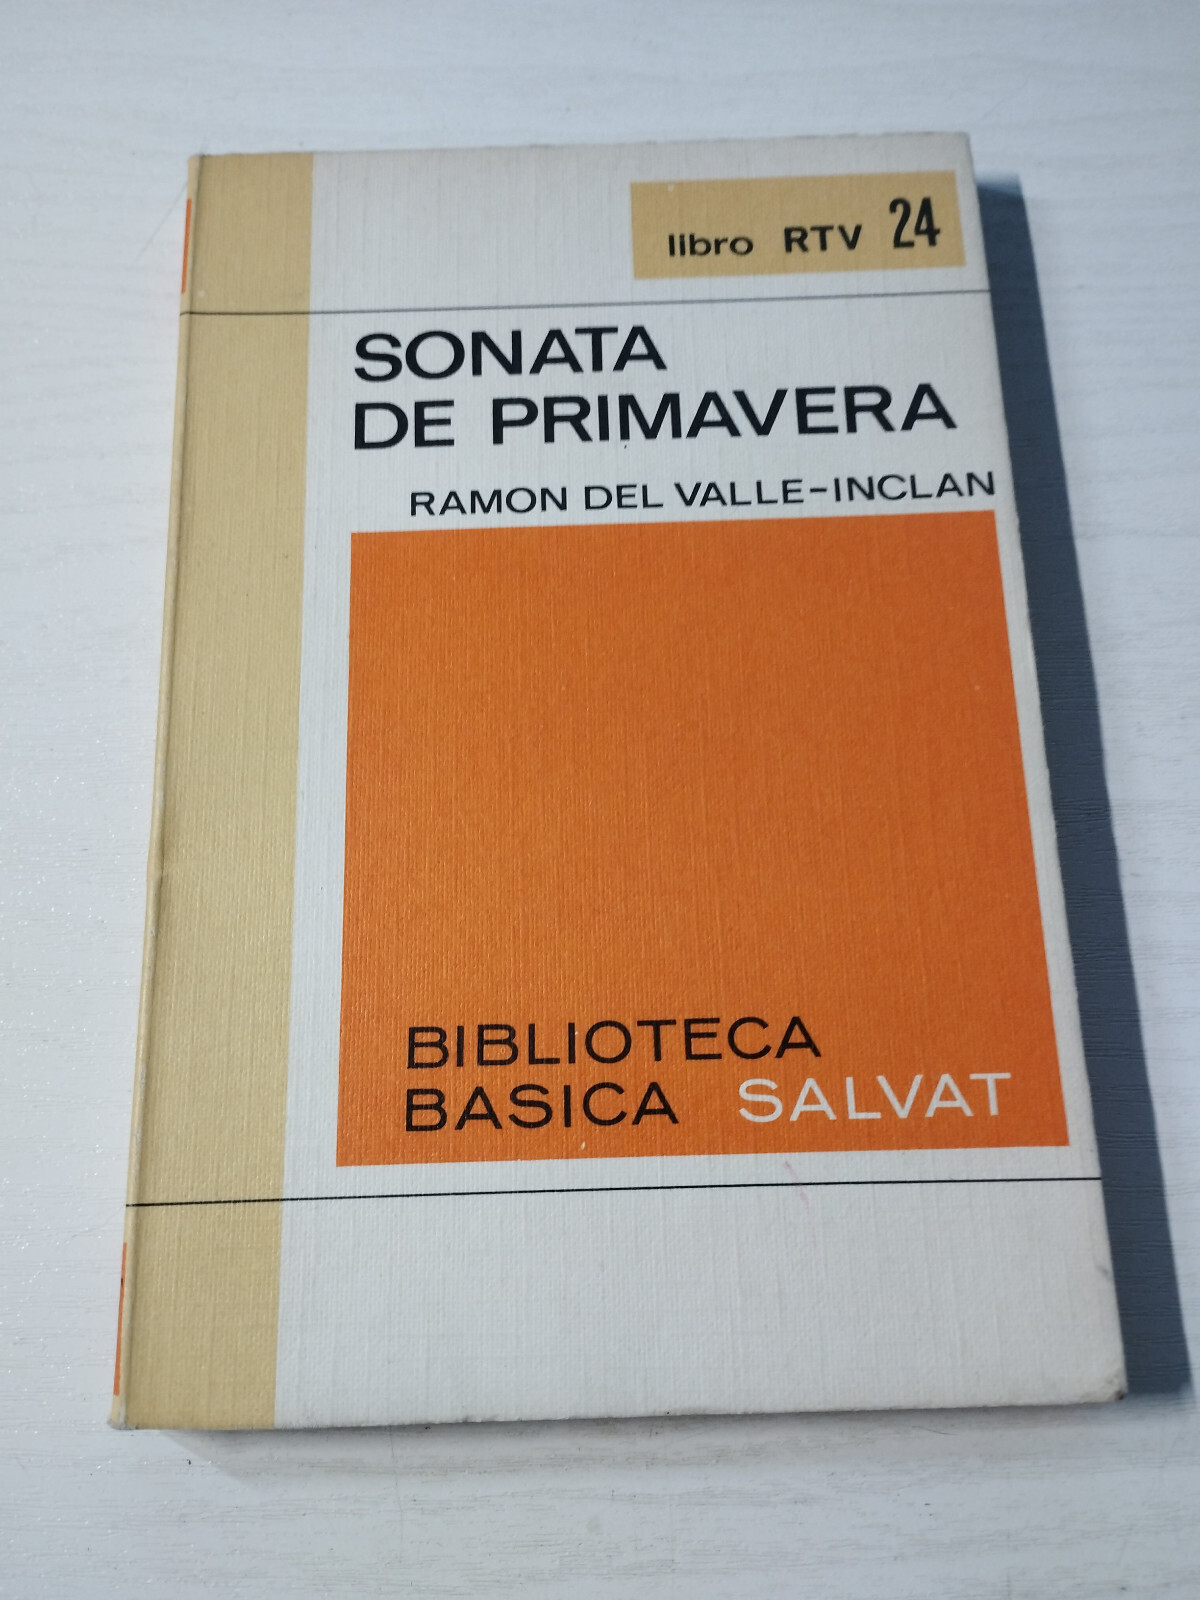 libro RTV 24
SONATA
DE PRIMAVERA
RAMON DEL VALLE-INCLAN
BIBLIOTECA
BASICA SALVAT